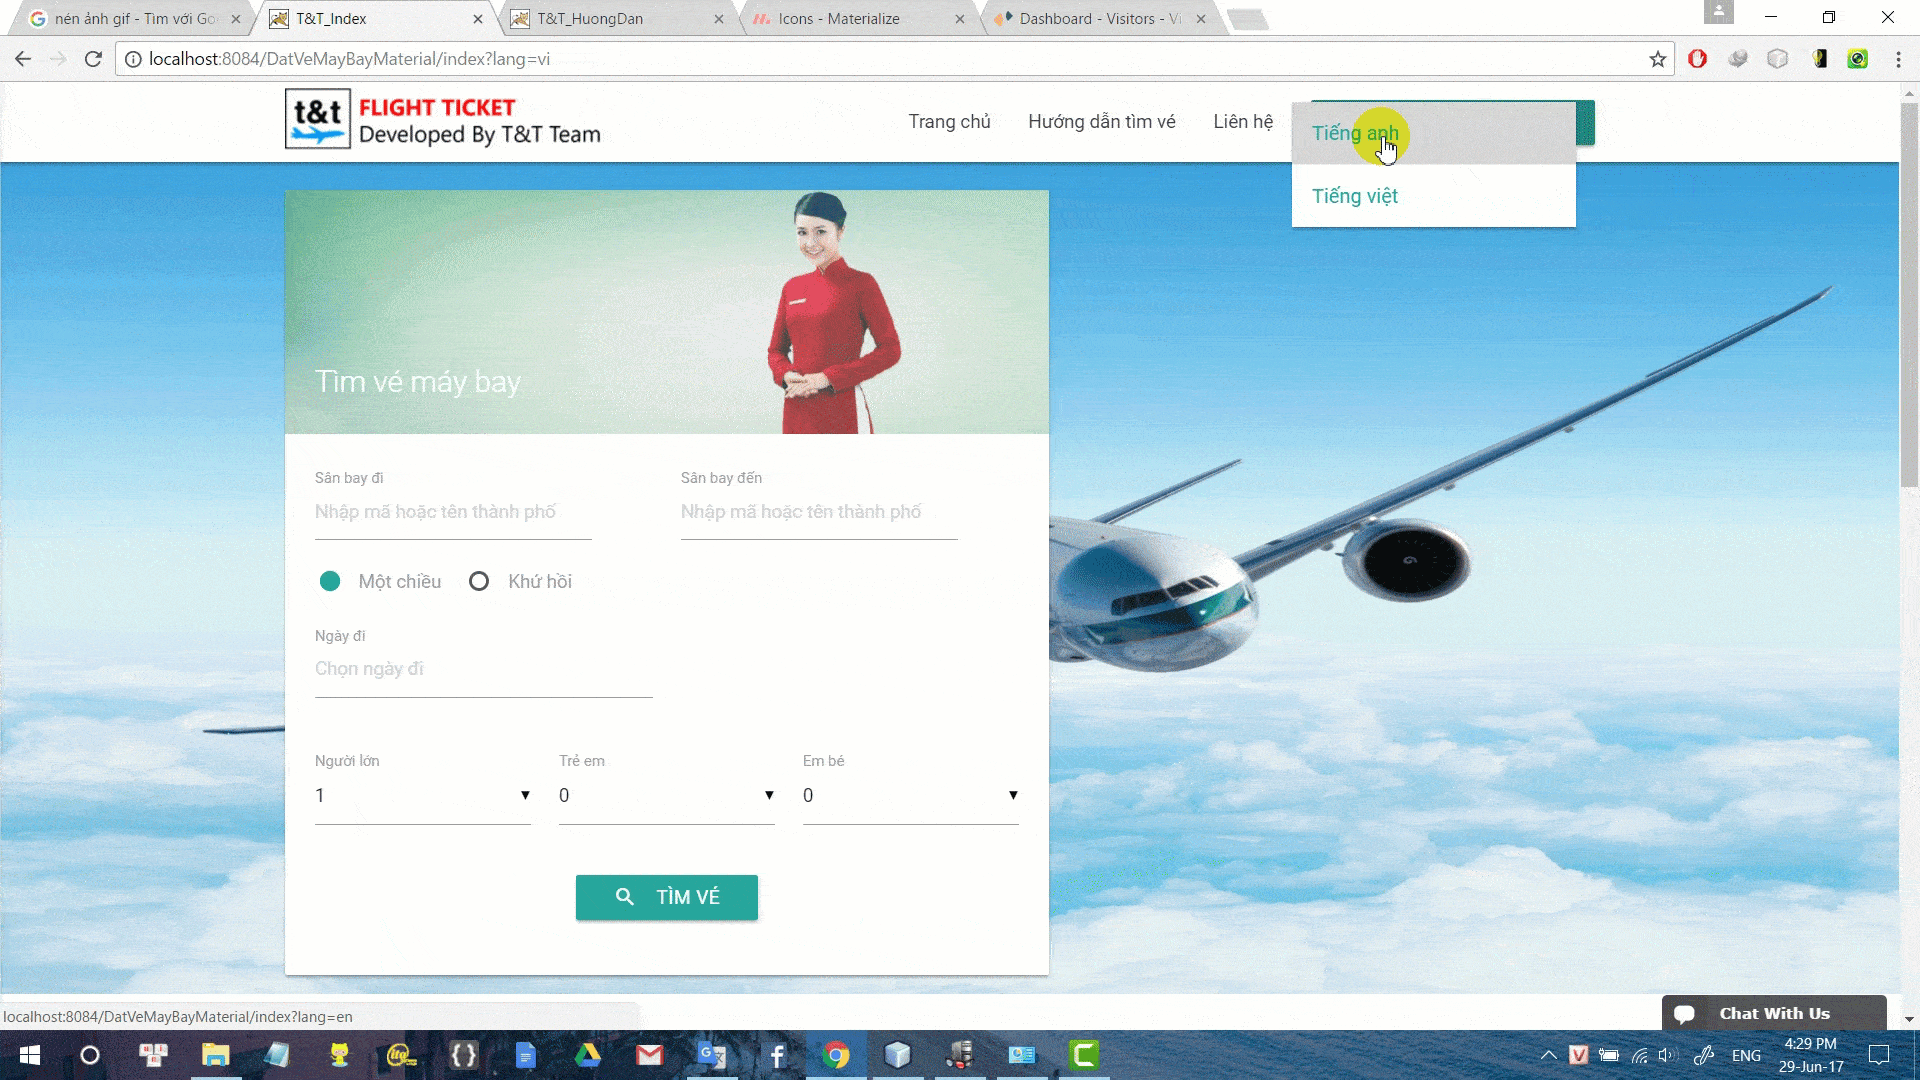 nén ảnh gif - Tìm với Go
T&T_Index
T&T_HuongDan
Icons - Materialize
Dashboard - Visitors - Vi
localhost:8084/DatVeMayBayMaterial/index?lang=vi
t&t
FLIGHT TICKET
Developed By T&T Team
Trang chủ
Hướng dẫn tìm vé
Liên hệ
Tiếng anh
Tiếng việt
Tìm vé máy bay
Sân bay đi
Sân bay đến
Nhập mã hoặc tên thành phố
Nhập mã hoặc tên thành phố
Một chiều
Khứ hồi
Ngày đi
Chọn ngày đi
Người lớn
Trẻ em
Em bé
1
0
0
TÌM VÉ
Chat With Us
localhost:8084/DatVeMayBayMaterial/index?lang=en
ENG
4:29 PM
29-Jun-17